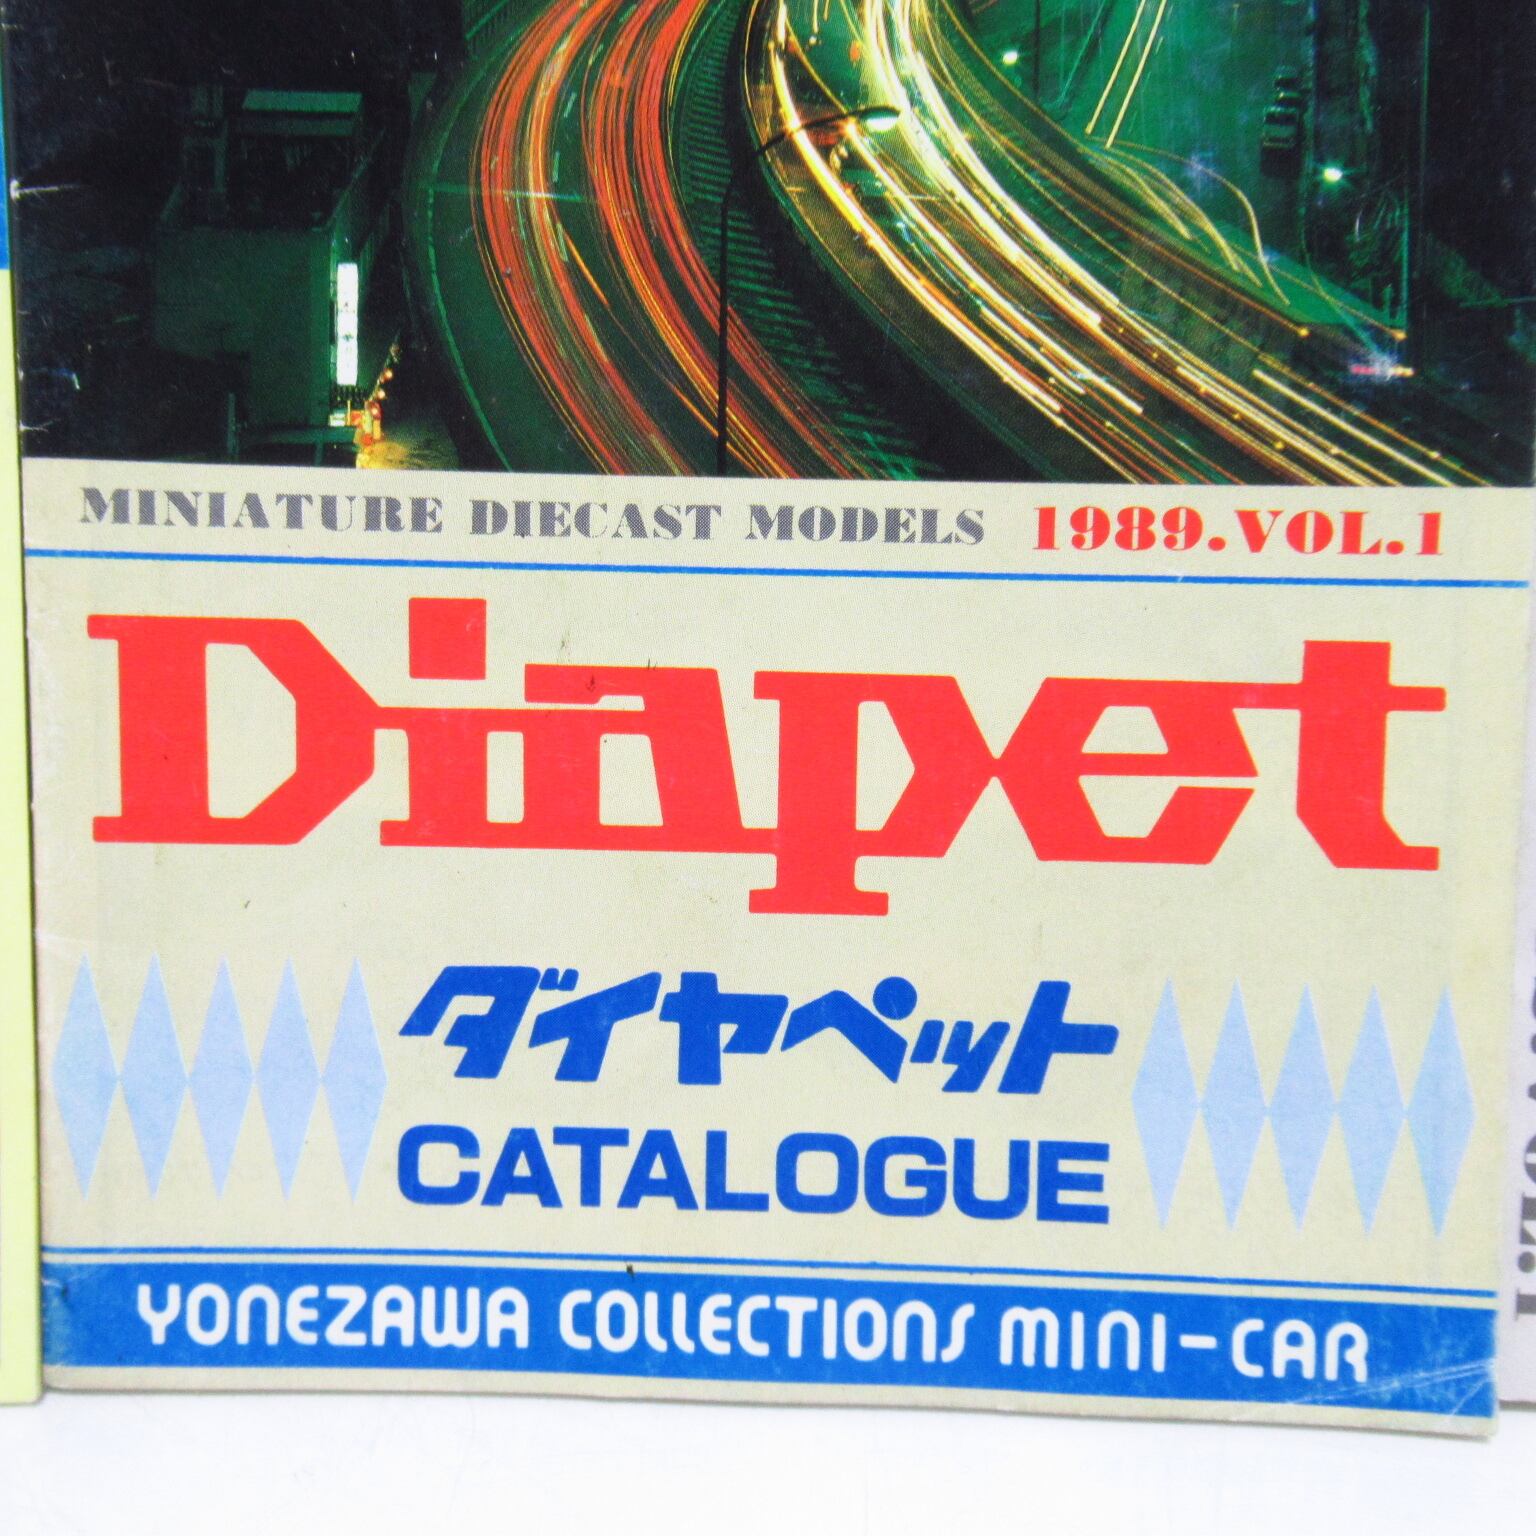 MINIATURE DIECAST MODELS 1989.VOL.1
Diapet
ダイヤペット
CATALOGUE
YONEZAWA COLLECTIONS MINI-CAR